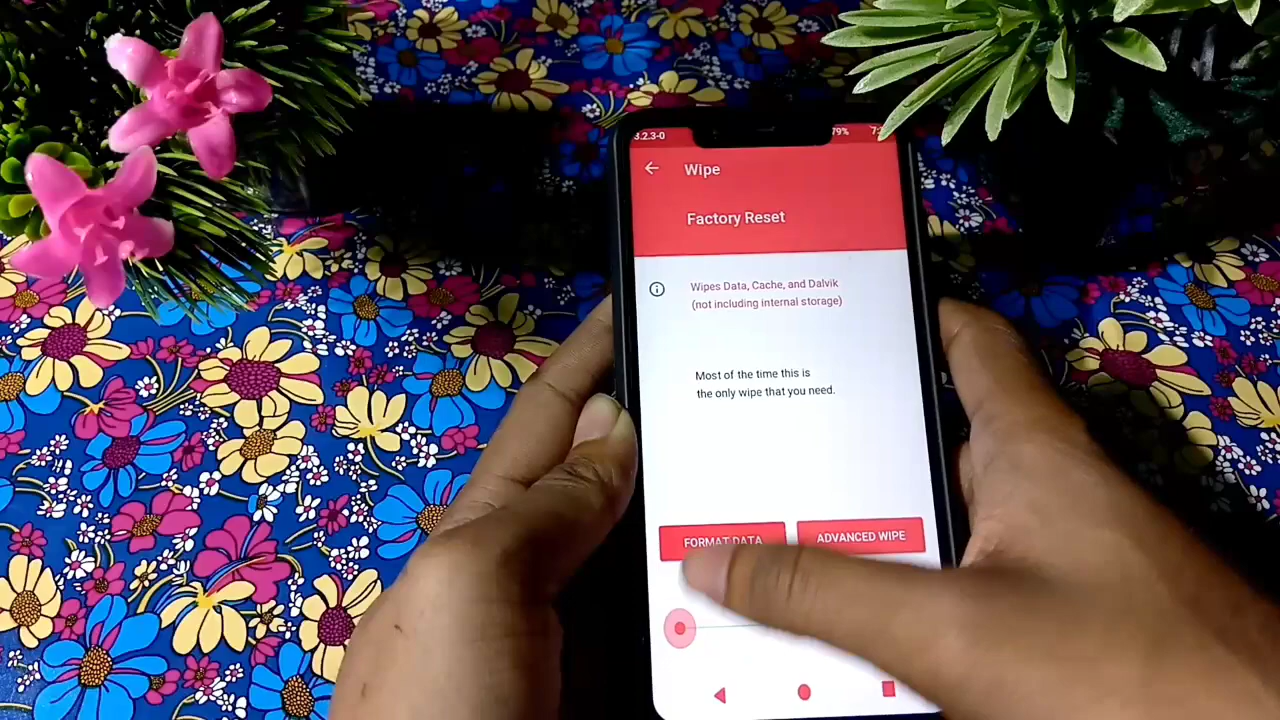 3.2.3-0
79%
Wipe
Factory Reset
Wipes Data, Cache, and Dalvik
(not including internal storage)
Most of the time this is
the only wipe that you need.
FORMAT DATA
ADVANCED WIPE